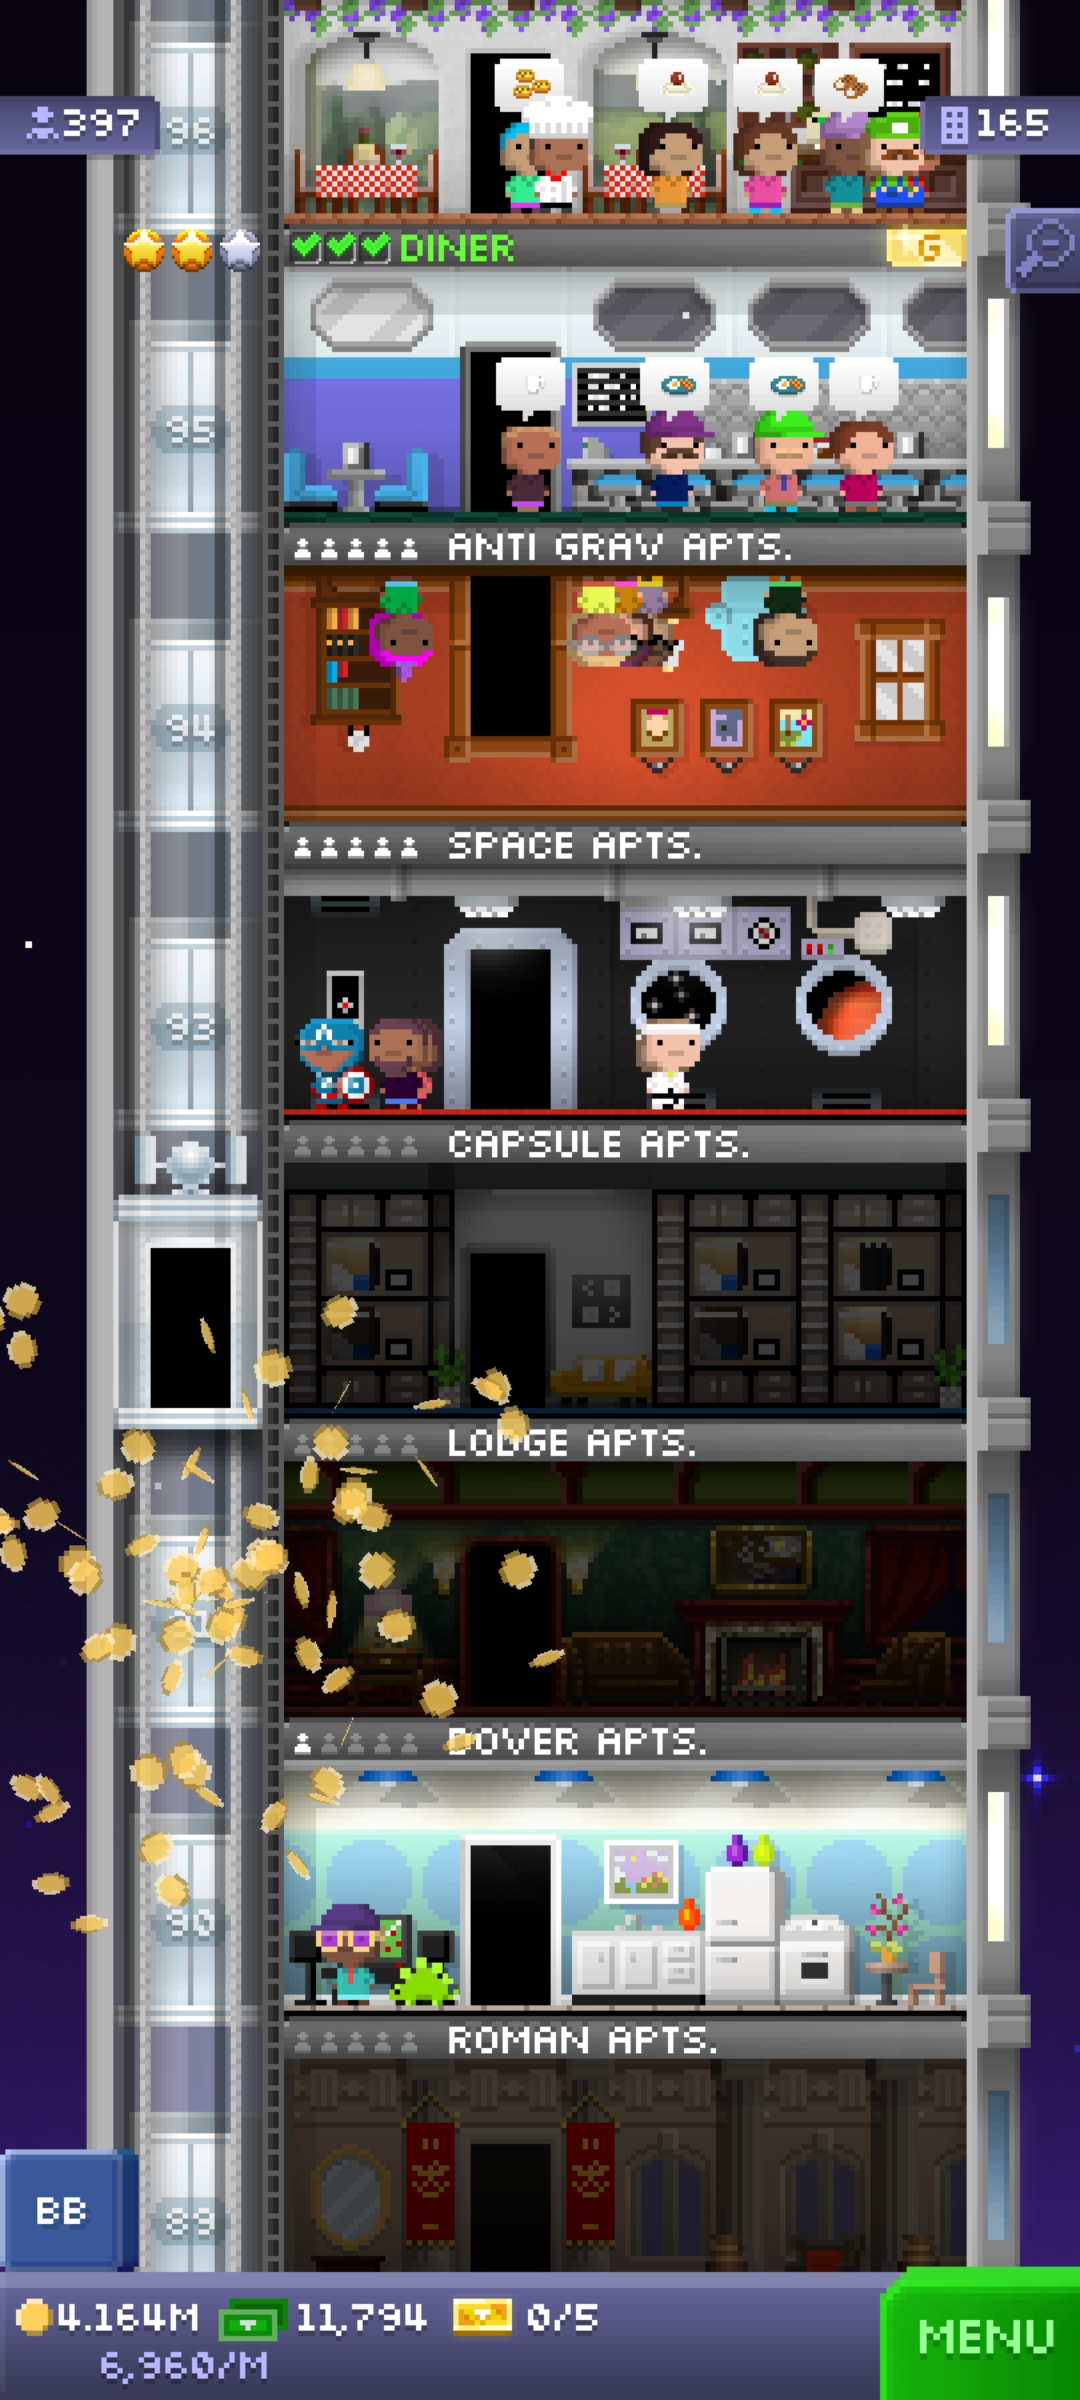 397
96
165
DINER
G
95
ANTI GRAV APTS.
94
SPACE APTS.
93
CAPSULE APTS.
LODGE APTS.
DOVER APTS.
90
ROMAN APTS.
BB
89
4.164M 11,794 0/5
MENU
6,960/M